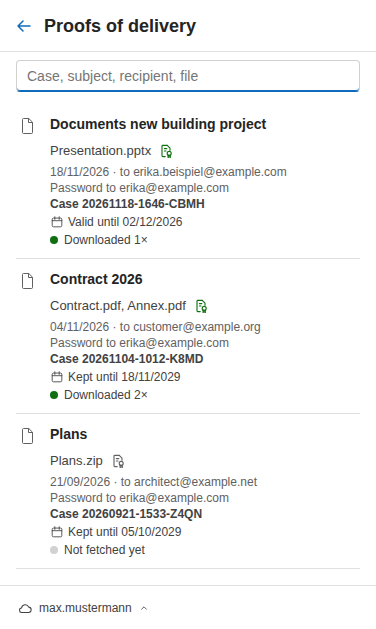 Proofs of delivery
Case, subject, recipient, file
Documents new building project
Presentation.pptx
18/11/2026 · to erika.beispiel@example.com
Password to erika@example.com
Case 20261118-1646-CBMH
Valid until 02/12/2026
Downloaded 1×
Contract 2026
Contract.pdf, Annex.pdf
04/11/2026 · to customer@example.org
Password to erika@example.com
Case 20261104-1012-K8MD
Kept until 18/11/2029
Downloaded 2×
Plans
Plans.zip
21/09/2026 · to architect@example.net
Password to erika@example.com
Case 20260921-1533-Z4QN
Kept until 05/10/2029
Not fetched yet
max.mustermann